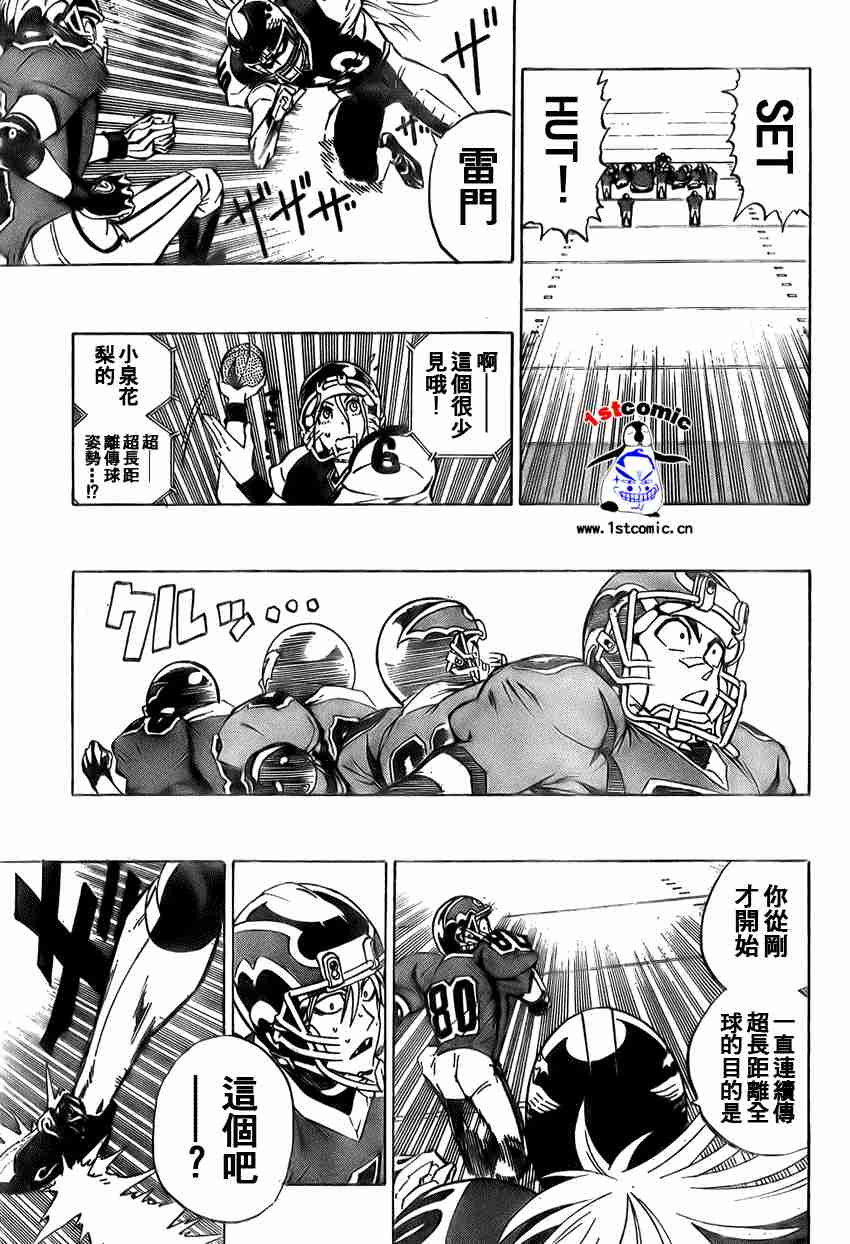 SET
HUT!
雷門
ザザザ
ザザ
1stcomic
www.1stcomic.cn
啊——
這個很少
見哦!
小泉花
梨的
超——
超長距
離傳球
姿勢…!?
クルッ…
你從剛
才開始
一直連續傳
超長距離全
球的目的是
80
這個吧
——?
6